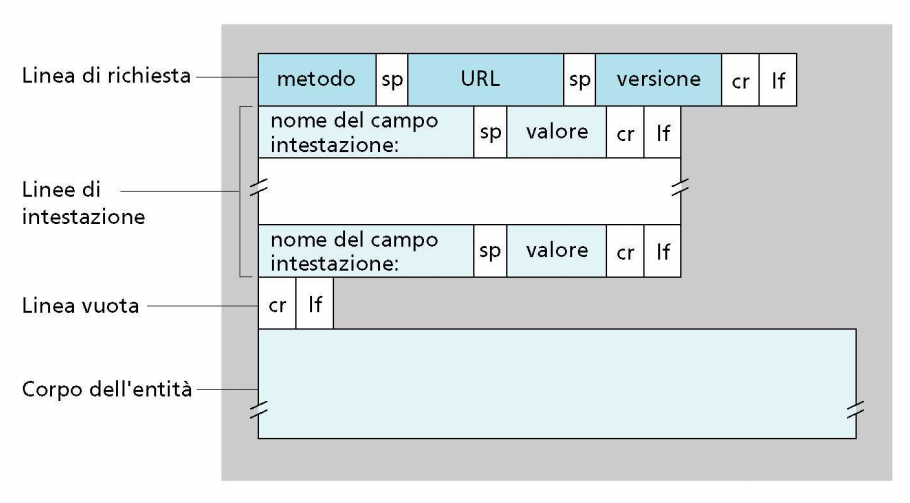 Linea di richiesta
metodo sp URL sp versione cr lf
nome del campo
intestazione: sp valore cr lf
Linee di
intestazione
nome del campo
intestazione: sp valore cr lf
Linea vuota
cr lf
Corpo dell'entità